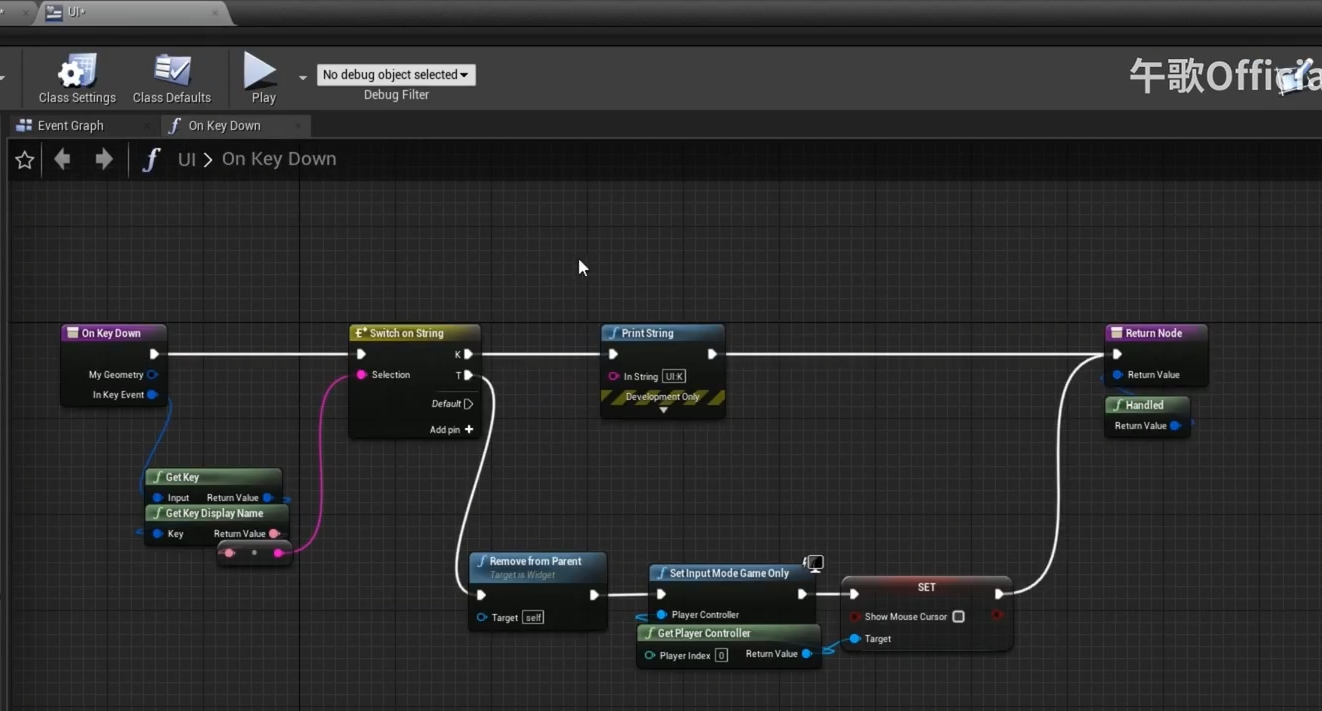 UI*
Class Settings
Class Defaults
Play
No debug object selected
Debug Filter
午歌Officia
Event Graph
f On Key Down
f UI > On Key Down
On Key Down
My Geometry
In Key Event
Switch on String
K
Selection
T
Default
Add pin +
f Print String
In String UI:K
Development Only
Return Node
Return Value
f Handled
Return Value
f Get Key
Input Return Value
f Get Key Display Name
Key Return Value
f Remove from Parent
Target is Widget
Target self
f Set Input Mode Game Only
Player Controller
f Get Player Controller
Player Index 0 Return Value
SET
Show Mouse Cursor
Target